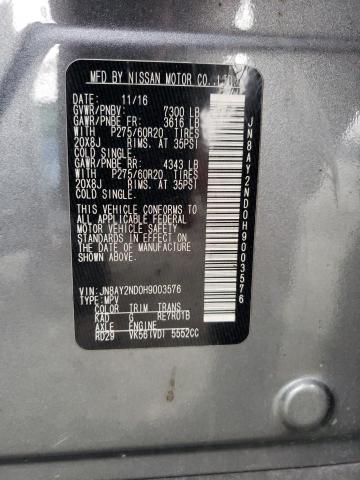 MFD BY NISSAN MOTOR CO.,LTD.
DATE: 11/16
GVWR/PNBV: 7300 LB
GAWR/PNBE FR: 3616 LB
WITH P275/60R20 TIRES
20X8J RIMS. AT 35PSI
COLD SINGLE.
GAWR/PNBE RR: 4343 LB
WITH P275/60R20 TIRES
20X8J RIMS. AT 35PSI
COLD SINGLE.
THIS VEHICLE CONFORMS TO
ALL APPLICABLE FEDERAL
MOTOR VEHICLE SAFETY
STANDARDS IN EFFECT
ON THE DATE OF
MANUFACTURE
SHOWN ABOVE.
VIN:JN8AY2ND0H9003576
TYPE:MPV
COLOR TRIM TRANS
KAD G RE7R01B
AXLE ENGINE
RD29 VK56(VD) 5552CC
JN8AY2ND0H9003576